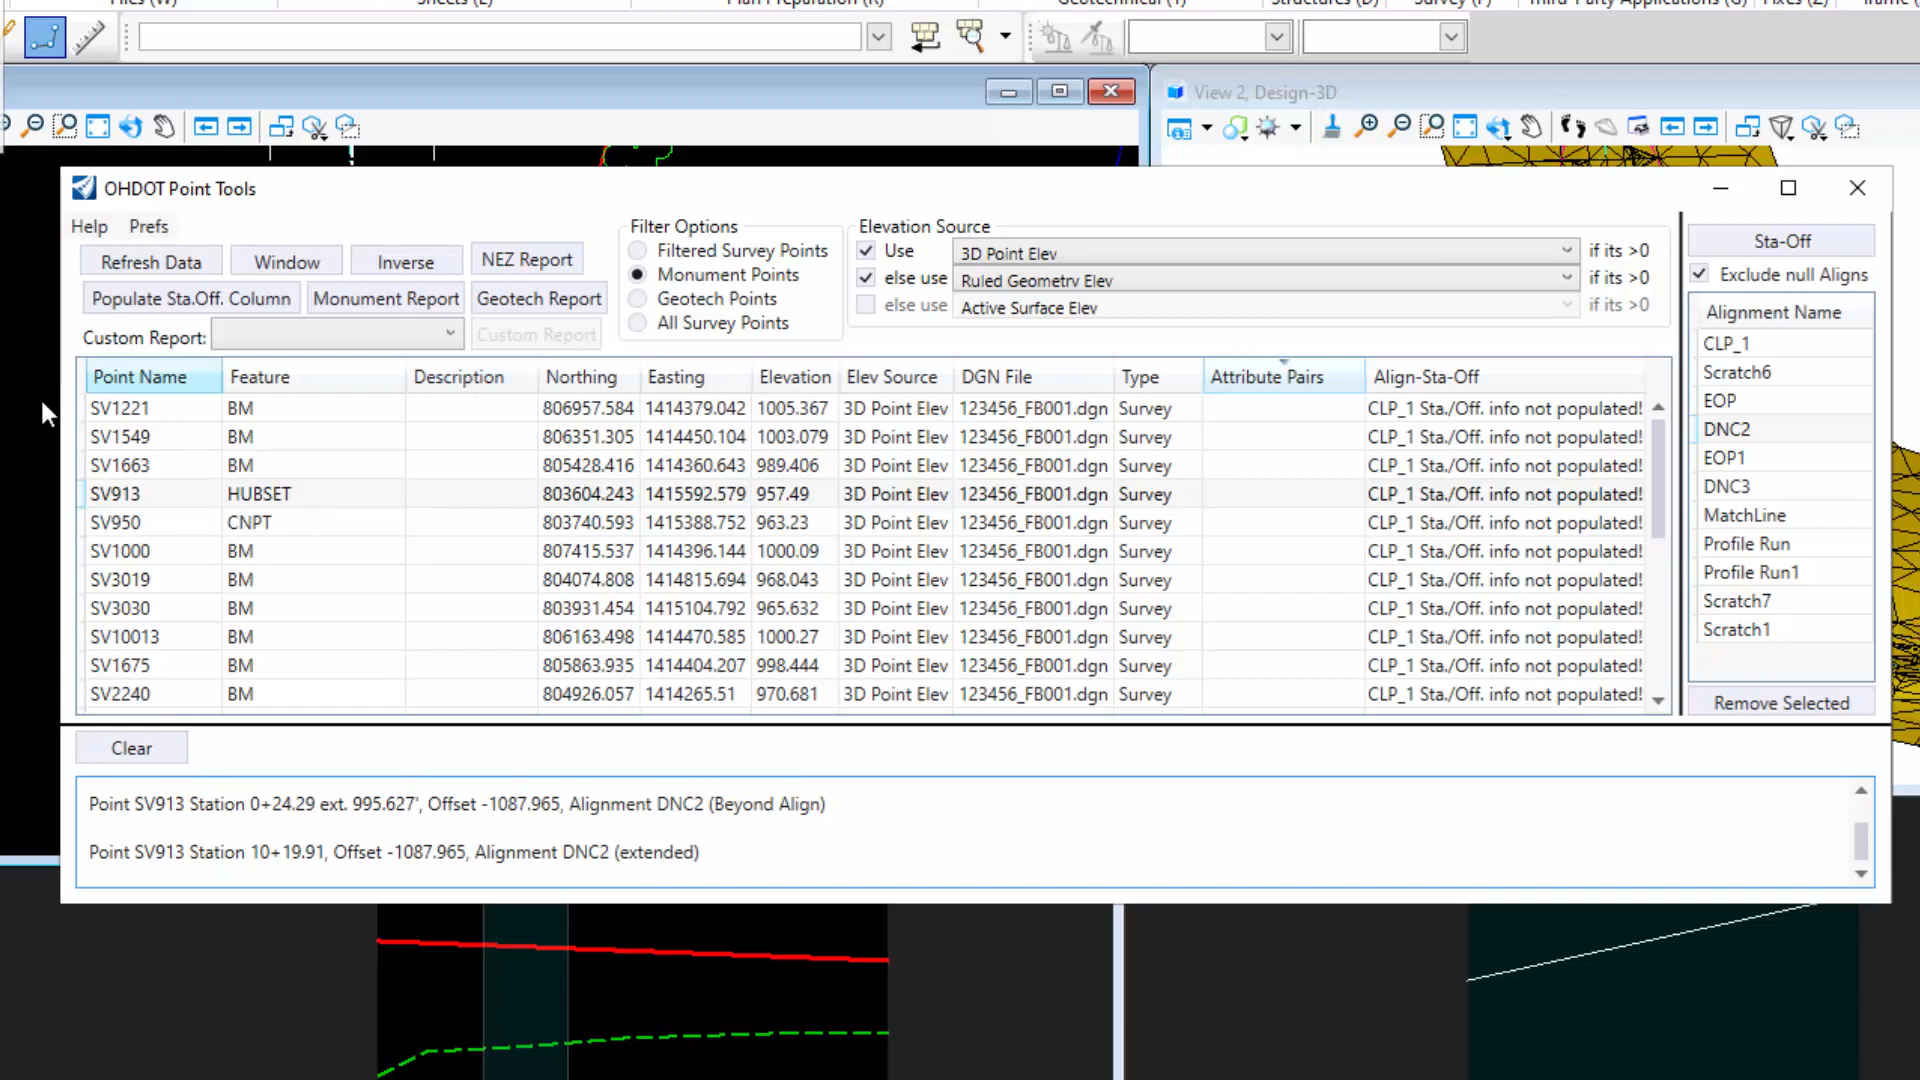 Files (W) Sheets (E) Plan Preparation (R) Geotechnical (T) Structures (D) Survey (F) Third-Party Applications (G) Fixes (Z)
View 2, Design-3D
OHDOT Point Tools
Help Prefs
Refresh Data Window Inverse NEZ Report
Populate Sta.Off. Column Monument Report Geotech Report
Custom Report: Custom Report
Filter Options
Filtered Survey Points
Monument Points
Geotech Points
All Survey Points
Elevation Source
Use 3D Point Elev if its >0
else use Ruled Geometry Elev if its >0
else use Active Surface Elev if its >0
Sta-Off
Exclude null Aligns
Alignment Name
CLP_1
Scratch6
EOP
DNC2
EOP1
DNC3
MatchLine
Profile Run
Profile Run1
Scratch7
Scratch1
Remove Selected
Point Name Feature Description Northing Easting Elevation Elev Source DGN File Type Attribute Pairs Align-Sta-Off
SV1221 BM 806957.584 1414379.042 1005.367 3D Point Elev 123456_FB001.dgn Survey CLP_1 Sta./Off. info not populated!
SV1549 BM 806351.305 1414450.104 1003.079 3D Point Elev 123456_FB001.dgn Survey CLP_1 Sta./Off. info not populated!
SV1663 BM 805428.416 1414360.643 989.406 3D Point Elev 123456_FB001.dgn Survey CLP_1 Sta./Off. info not populated!
SV913 HUBSET 803604.243 1415592.579 957.49 3D Point Elev 123456_FB001.dgn Survey CLP_1 Sta./Off. info not populated!
SV950 CNPT 803740.593 1415388.752 963.23 3D Point Elev 123456_FB001.dgn Survey CLP_1 Sta./Off. info not populated!
SV1000 BM 807415.537 1414396.144 1000.09 3D Point Elev 123456_FB001.dgn Survey CLP_1 Sta./Off. info not populated!
SV3019 BM 804074.808 1414815.694 968.043 3D Point Elev 123456_FB001.dgn Survey CLP_1 Sta./Off. info not populated!
SV3030 BM 803931.454 1415104.792 965.632 3D Point Elev 123456_FB001.dgn Survey CLP_1 Sta./Off. info not populated!
SV10013 BM 806163.498 1414470.585 1000.27 3D Point Elev 123456_FB001.dgn Survey CLP_1 Sta./Off. info not populated!
SV1675 BM 805863.935 1414404.207 998.444 3D Point Elev 123456_FB001.dgn Survey CLP_1 Sta./Off. info not populated!
SV2240 BM 804926.057 1414265.51 970.681 3D Point Elev 123456_FB001.dgn Survey CLP_1 Sta./Off. info not populated!
Clear
Point SV913 Station 0+24.29 ext. 995.627', Offset -1087.965, Alignment DNC2 (Beyond Align)
Point SV913 Station 10+19.91, Offset -1087.965, Alignment DNC2 (extended)